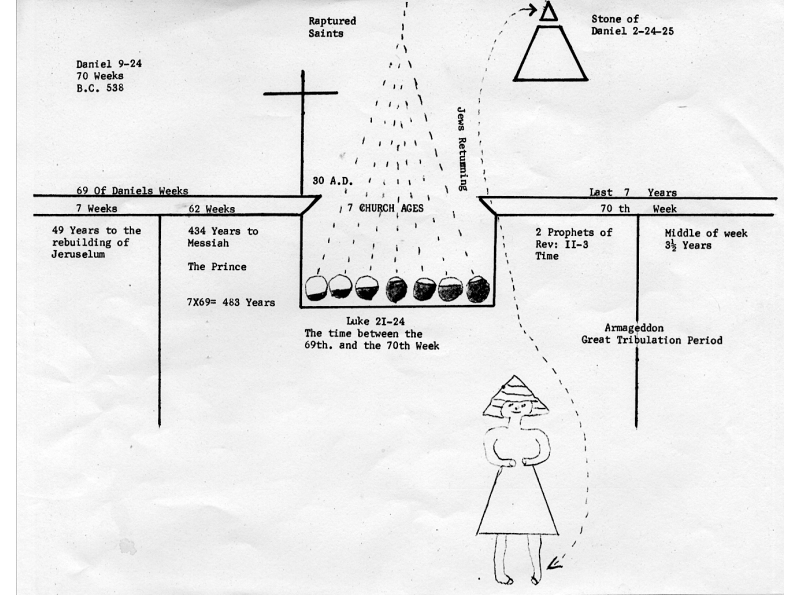 Raptured
Saints
Stone of
Daniel 2-24-25
Daniel 9-24
70 Weeks
B.C. 538
Jews Returning
30 A.D.
69 Of Daniels Weeks
7 Weeks
62 Weeks
7 CHURCH AGES
Last 7 Years
70 th Week
49 Years to the
rebuilding of
Jeruselum
434 Years to
Messiah
The Prince
7X69= 483 Years
2 Prophets of
Rev: II-3
Time
Middle of week
3½ Years
Luke 2I-24
The time between the
69th. and the 70th Week
Armageddon
Great Tribulation Period